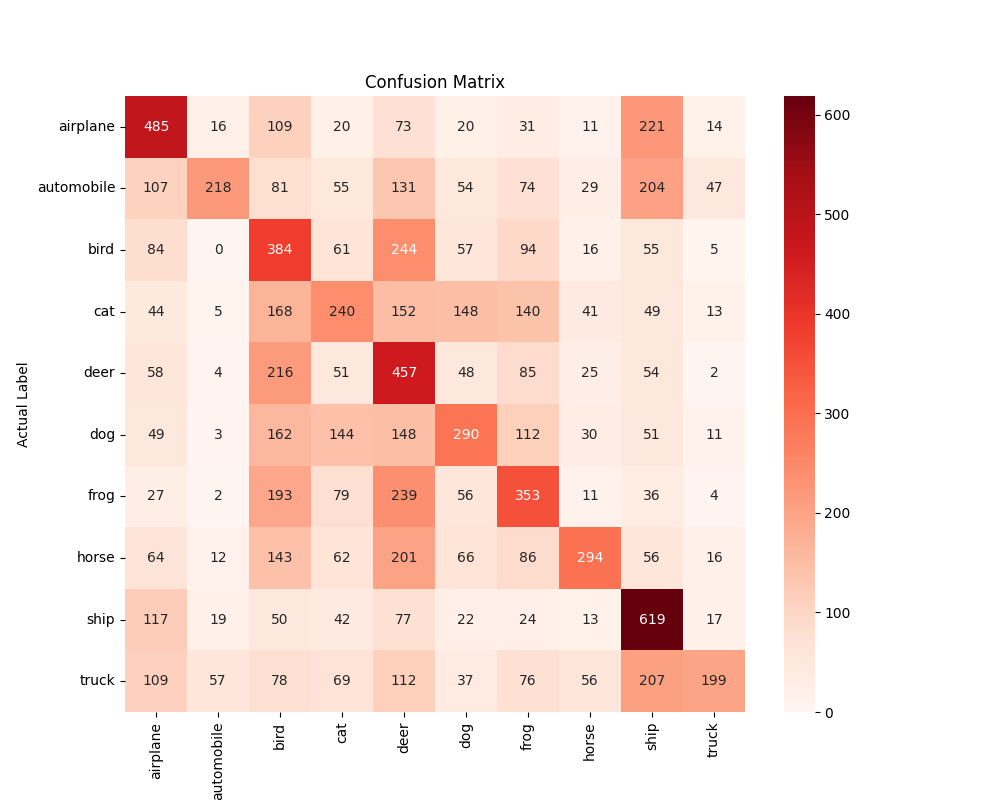 Confusion Matrix
airplane 485 16 109 20 73 20 31 11 221 14
automobile 107 218 81 55 131 54 74 29 204 47
bird 84 0 384 61 244 57 94 16 55 5
cat 44 5 168 240 152 148 140 41 49 13
deer 58 4 216 51 457 48 85 25 54 2
dog 49 3 162 144 148 290 112 30 51 11
frog 27 2 193 79 239 56 353 11 36 4
horse 64 12 143 62 201 66 86 294 56 16
ship 117 19 50 42 77 22 24 13 619 17
truck 109 57 78 69 112 37 76 56 207 199
airplane automobile bird cat deer dog frog horse ship truck
Actual Label
600
500
400
300
200
100
0